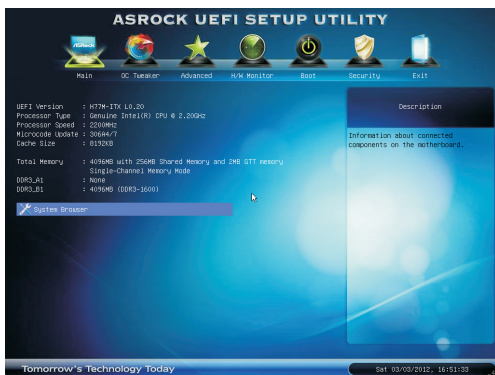 ASROCK UEFI SETUP UTILITY
ASRock
Main OC Tweaker Advanced H/W Monitor Boot Security Exit
UEFI Version : H77M-ITX L0.20
Processor Type : Genuine Intel(R) CPU @ 2.20GHz
Processor Speed : 2200MHz
Microcode Update : 306A4/7
Cache Size : 8192KB
Total Memory : 4096MB with 256MB Shared Memory and 2MB GTT memory
Single-Channel Memory Mode
DDR3_A1 : None
DDR3_B1 : 4096MB (DDR3-1600)
System Browser
Description
Information about connected
components on the motherboard.
Tomorrow's Technology Today
Sat 03/03/2012, 16:51:33